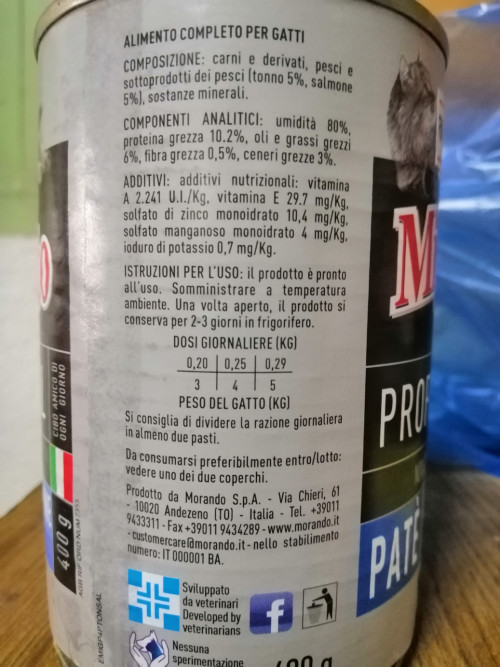 ALIMENTO COMPLETO PER GATTI
COMPOSIZIONE: carni e derivati, pesci e
sottoprodotti dei pesci (tonno 5%, salmone
5%), sostanze minerali.
COMPONENTI ANALITICI: umidità 80%,
proteina grezza 10.2%, oli e grassi grezzi
6%, fibra grezza 0,5%, ceneri grezze 3%.
ADDITIVI: additivi nutrizionali: vitamina
A 2.241 U.I./Kg, vitamina E 29.7 mg/Kg,
solfato di zinco monoidrato 10,4 mg/Kg,
solfato manganoso monoidrato 4 mg/Kg,
ioduro di potassio 0,7 mg/Kg.
ISTRUZIONI PER L'USO: il prodotto è pronto
all'uso. Somministrare a temperatura
ambiente. Una volta aperto, il prodotto si
conserva per 2-3 giorni in frigorifero.
DOSI GIORNALIERE (KG)
0,20 0,25 0,29
3 4 5
PESO DEL GATTO (KG)
Si consiglia di dividere la razione giornaliera
in almeno due pasti.
Da consumarsi preferibilmente entro/lotto:
vedere uno dei due coperchi.
Prodotto da Morando S.p.A. - Via Chieri, 61
- 10020 Andezeno (TO) - Italia - Tel. +39011
9433311 - Fax +39011 9434289 - www.morando.it
- customercare@morando.it - nello stabilimento
numero: IT 000001 BA.
Sviluppato
da veterinari
Developed by
veterinarians
f
Nessuna
sperimentazione
400 g
CIBO AMICO DI
OGNI GIORNO
400 g
M
PRO
PATÈ